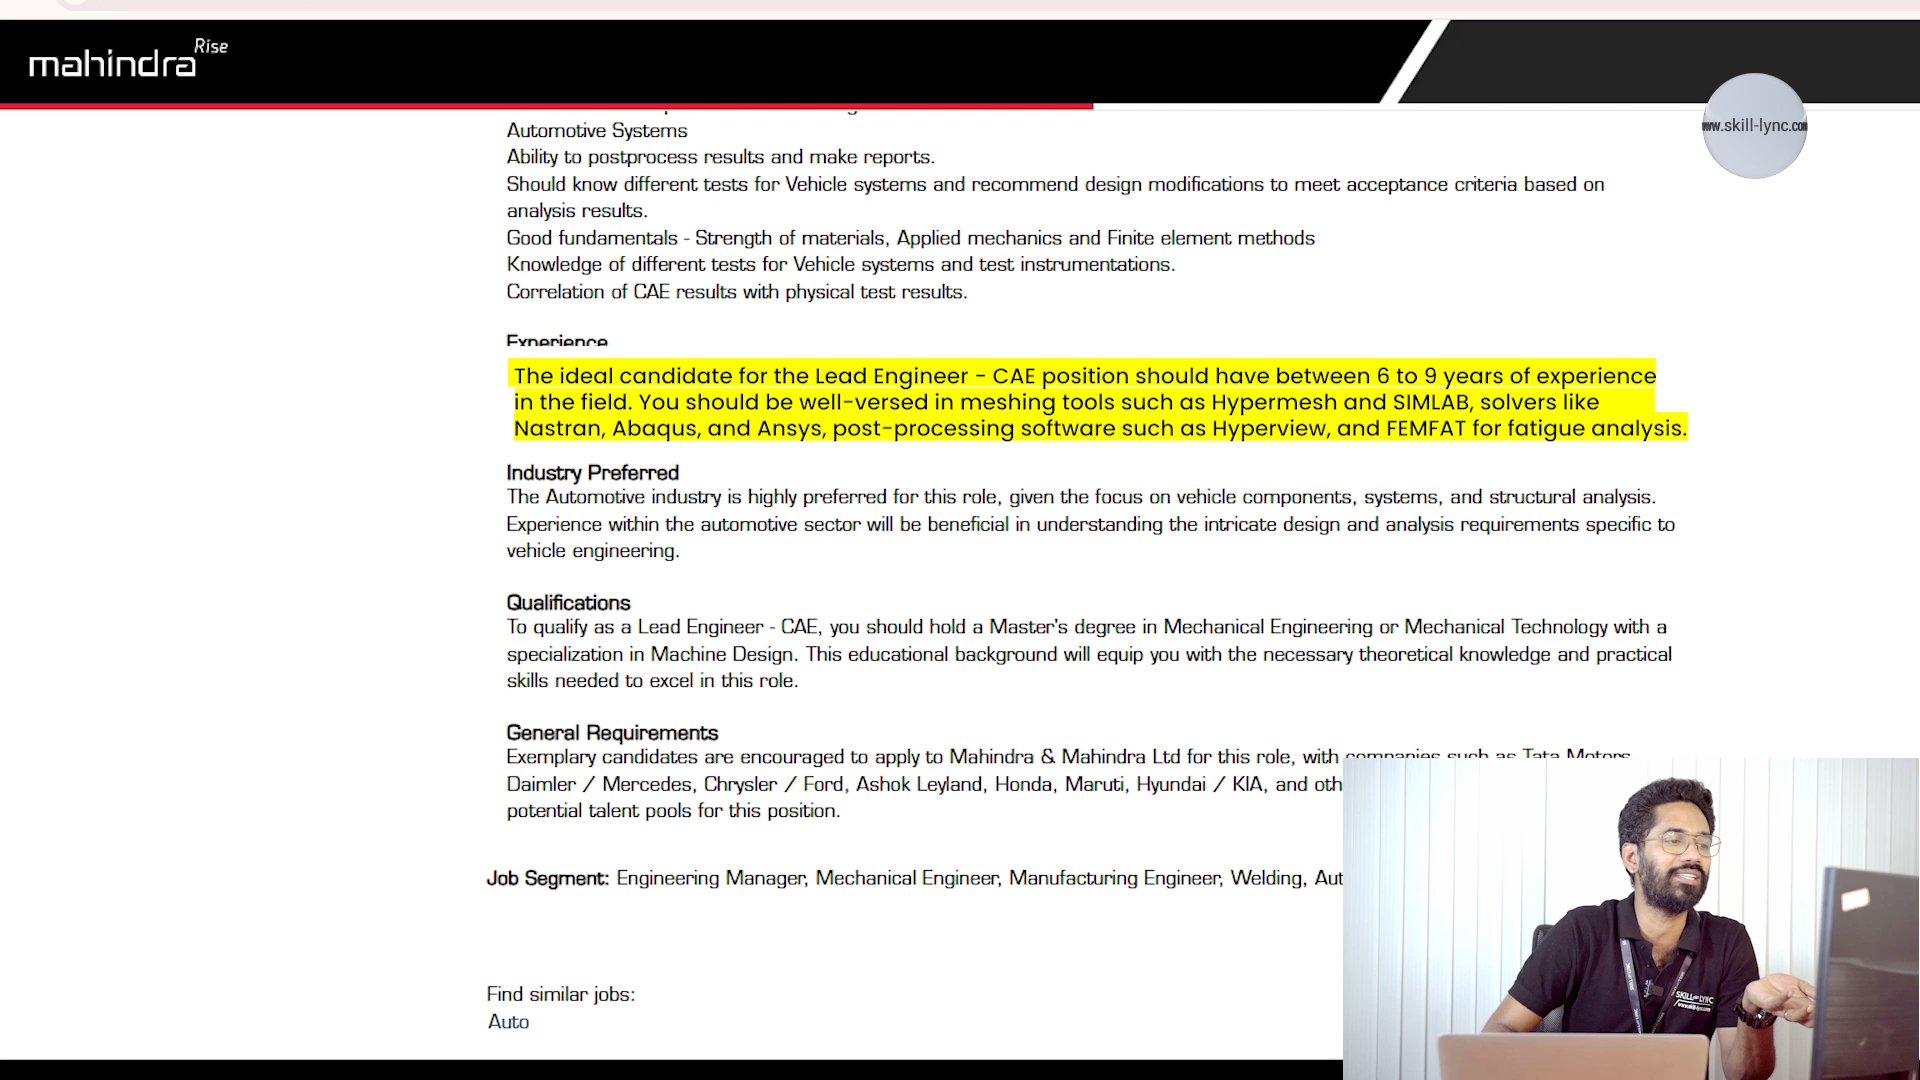 mahindra Rise
www.skill-lync.com
Automotive Systems
Ability to postprocess results and make reports.
Should know different tests for Vehicle systems and recommend design modifications to meet acceptance criteria based on
analysis results.
Good fundamentals - Strength of materials, Applied mechanics and Finite element methods
Knowledge of different tests for Vehicle systems and test instrumentations.
Correlation of CAE results with physical test results.
Experience
The ideal candidate for the Lead Engineer - CAE position should have between 6 to 9 years of experience
in the field. You should be well-versed in meshing tools such as Hypermesh and SIMLAB, solvers like
Nastran, Abaqus, and Ansys, post-processing software such as Hyperview, and FEMFAT for fatigue analysis.
Industry Preferred
The Automotive industry is highly preferred for this role, given the focus on vehicle components, systems, and structural analysis.
Experience within the automotive sector will be beneficial in understanding the intricate design and analysis requirements specific to
vehicle engineering.
Qualifications
To qualify as a Lead Engineer - CAE, you should hold a Master's degree in Mechanical Engineering or Mechanical Technology with a
specialization in Machine Design. This educational background will equip you with the necessary theoretical knowledge and practical
skills needed to excel in this role.
General Requirements
Exemplary candidates are encouraged to apply to Mahindra & Mahindra Ltd for this role, with companies such as Tata Motors,
Daimler / Mercedes, Chrysler / Ford, Ashok Leyland, Honda, Maruti, Hyundai / KIA, and oth
potential talent pools for this position.
Job Segment: Engineering Manager, Mechanical Engineer, Manufacturing Engineer, Welding, Aut
Find similar jobs:
Auto
SKILL LYNC